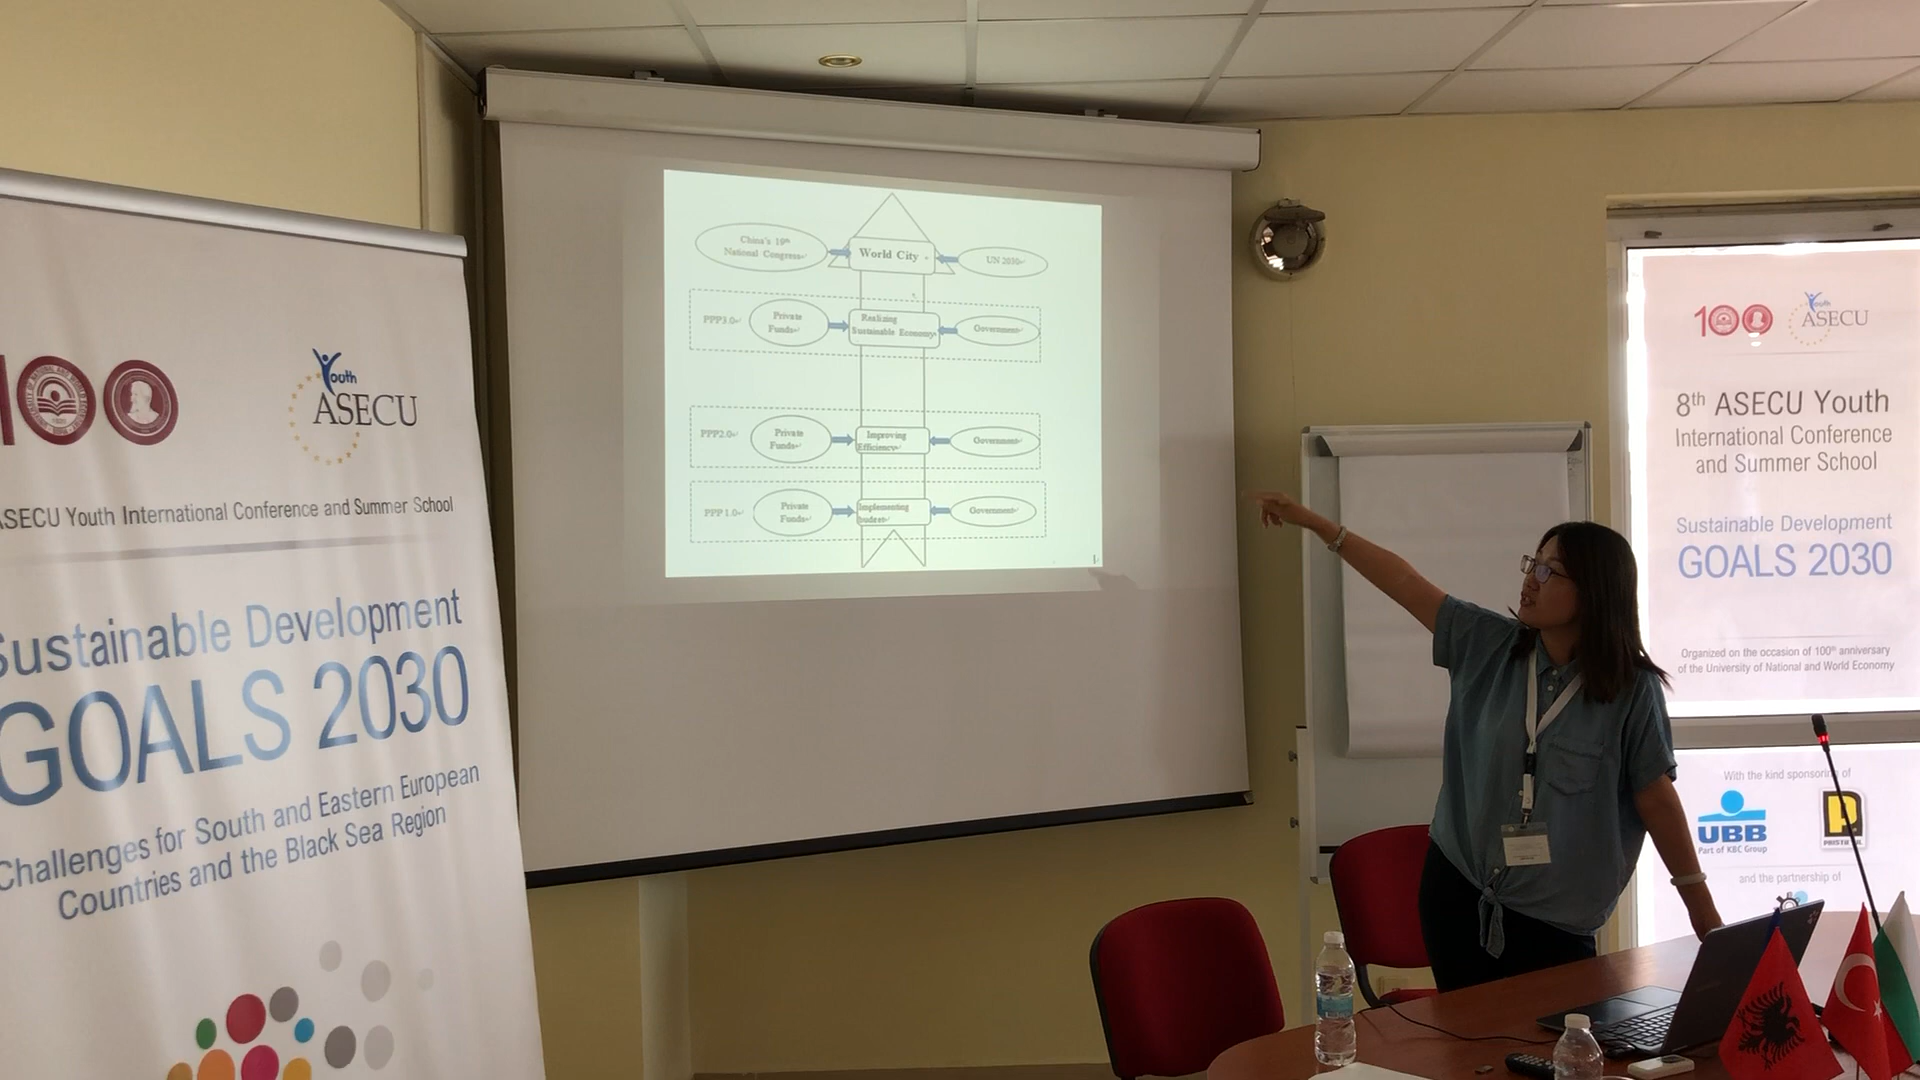 100
Youth
ASECU
ASECU Youth International Conference and Summer School
Sustainable Development
GOALS 2030
Challenges for South and Eastern European
Countries and the Black Sea Region
China's 19th
National Congress
World City
UN 2030
PPP3.0
Private
Funds
Realizing
Sustainable Economy
Government
PPP2.0
Private
Funds
Improving
Efficiency
Government
PPP 1.0
Private
Funds
Implementing
budget
Government
100
Youth
ASECU
8th ASECU Youth
International Conference
and Summer School
Sustainable Development
GOALS 2030
Organized on the occasion of 100th anniversary
of the University of National and World Economy
With the kind sponsoring of
UBB
Part of KBC Group
and the partnership of